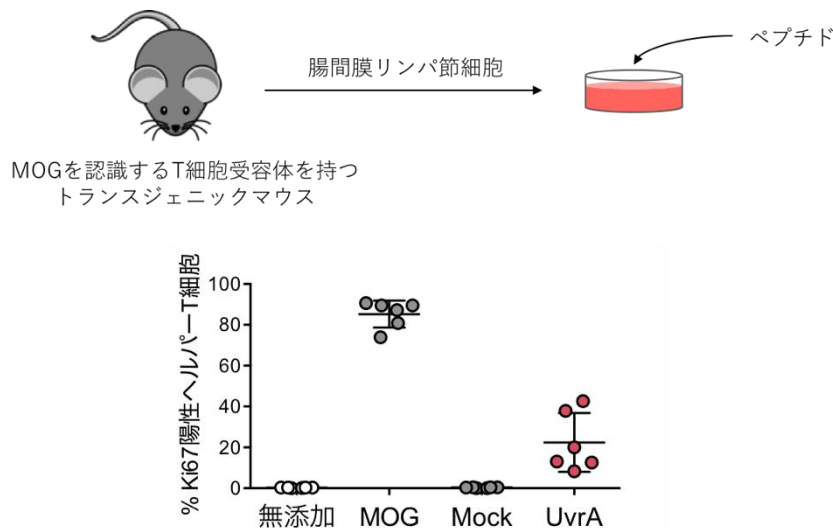 ペプチド
腸間膜リンパ節細胞
MOGを認識するT細胞受容体を持つ
トランスジェニックマウス
% Ki67陽性ヘルパーT細胞
100
80
60
40
20
0
無添加 MOG Mock UvrA